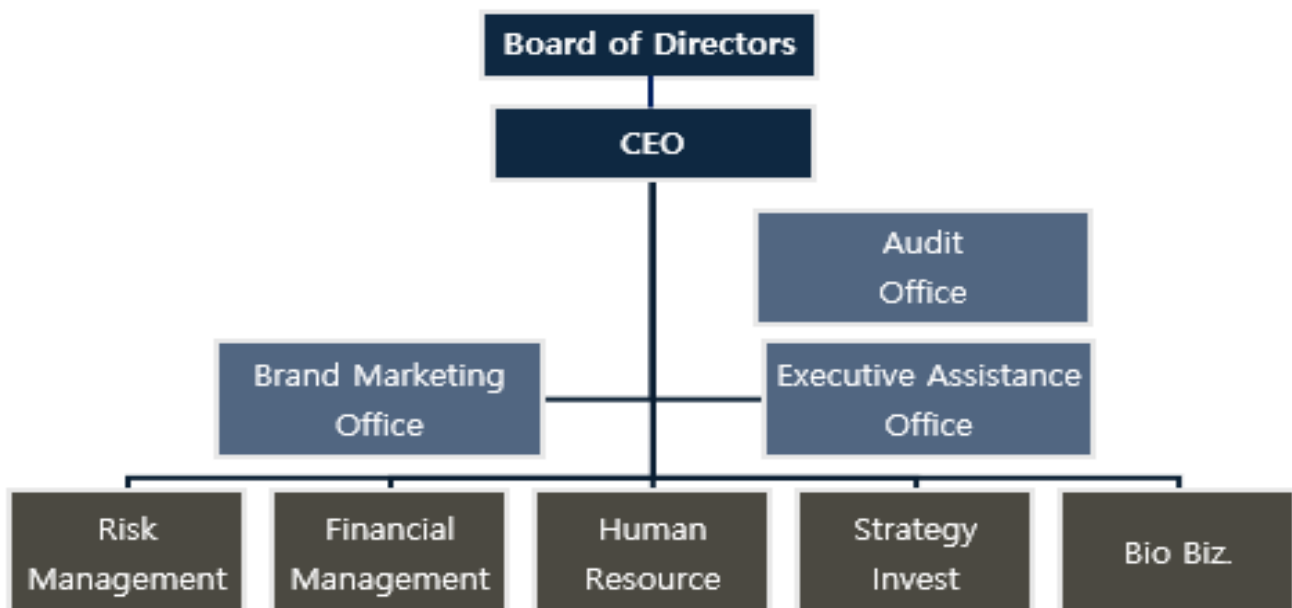 Board of Directors
CEO
Audit
Office
Brand Marketing
Office
Executive Assistance
Office
Risk
Management
Financial
Management
Human
Resource
Strategy
Invest
Bio Biz.